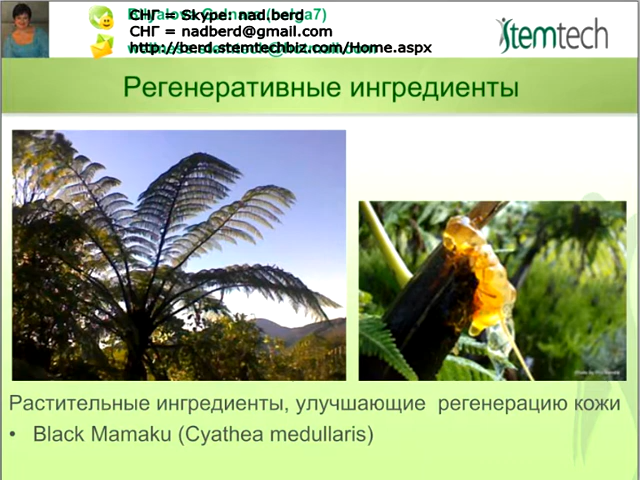 СНГ = Skype: nad.berg
СНГ = nadberd@gmail.com
http://berd.stemtechbiz.com/Home.aspx
stemtech
Регенеративные ингредиенты
Растительные ингредиенты, улучшающие регенерацию кожи
• Black Mamaku (Cyathea medullaris)